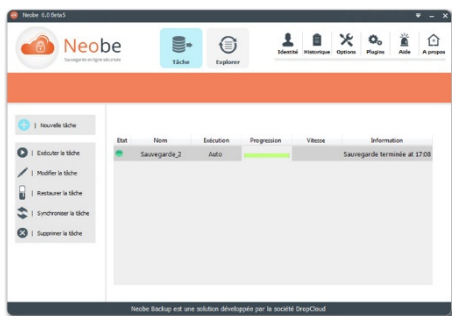 Neobe 6.0 Beta5
Neobe
Sauvegarde en ligne sécurisée
Tâche
Explorer
Identité
Historique
Options
Plugins
Aide
A propos
| Nouvelle tâche
| Exécuter la tâche
| Modifier la tâche
| Restaurer la tâche
| Synchroniser la tâche
| Supprimer la tâche
Etat Nom Exécution Progression Vitesse Information
Sauvegarde_2 Auto Sauvegarde terminée at 17:08
Neobe Backup est une solution développée par la société DropCloud